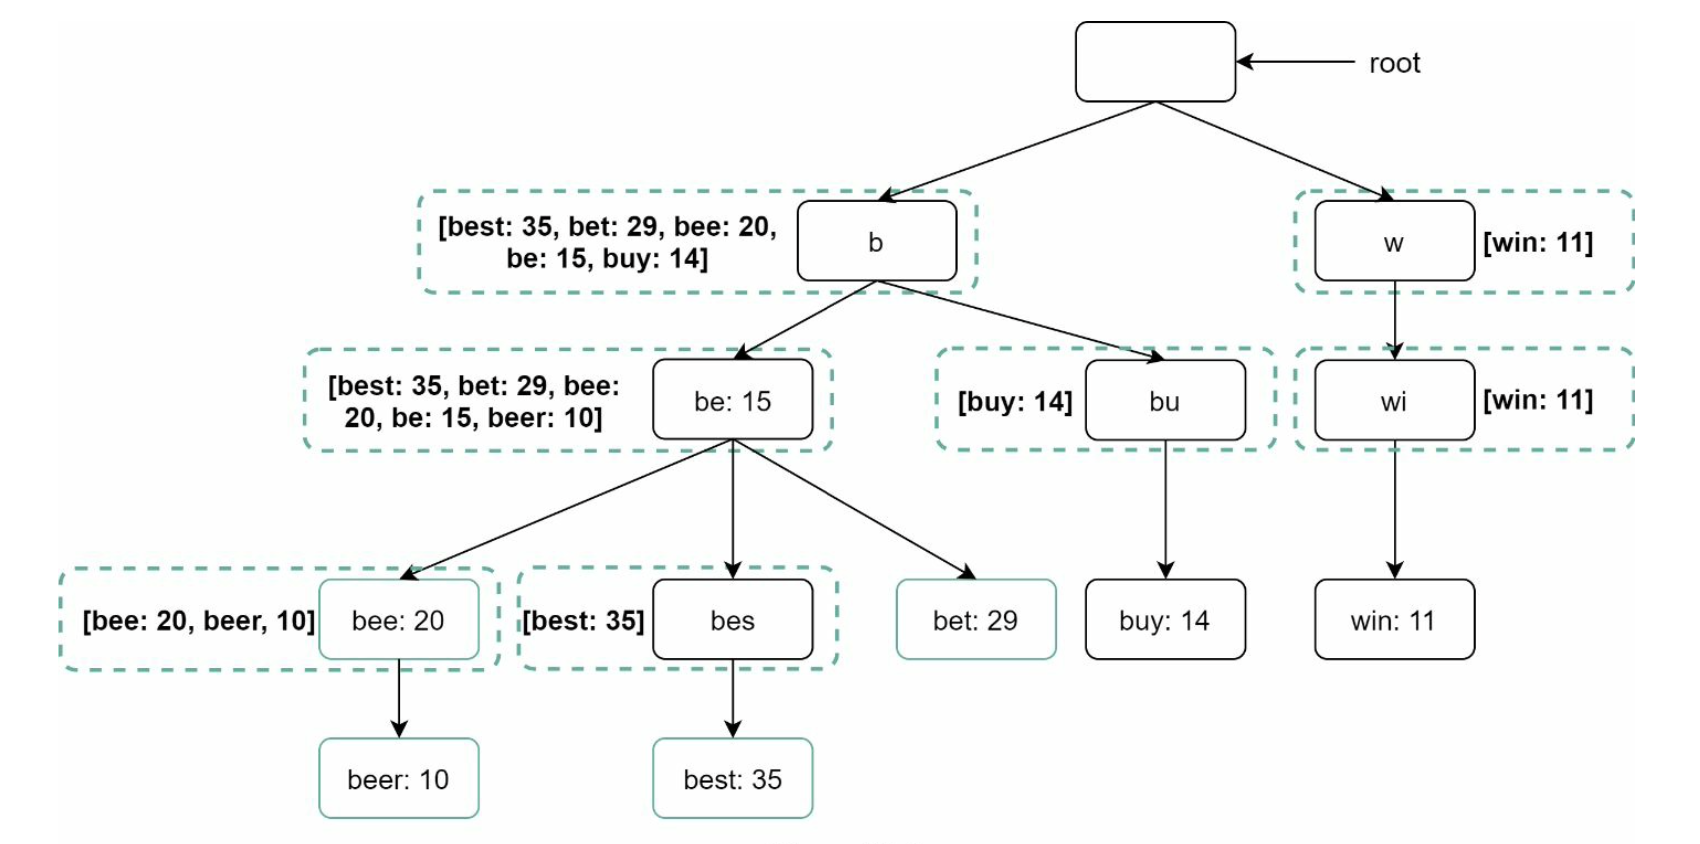 root
[best: 35, bet: 29, bee: 20,
be: 15, buy: 14]
b
w
[win: 11]
[best: 35, bet: 29, bee:
20, be: 15, beer: 10]
be: 15
[buy: 14]
bu
wi
[win: 11]
[bee: 20, beer, 10]
bee: 20
[best: 35]
bes
bet: 29
buy: 14
win: 11
beer: 10
best: 35